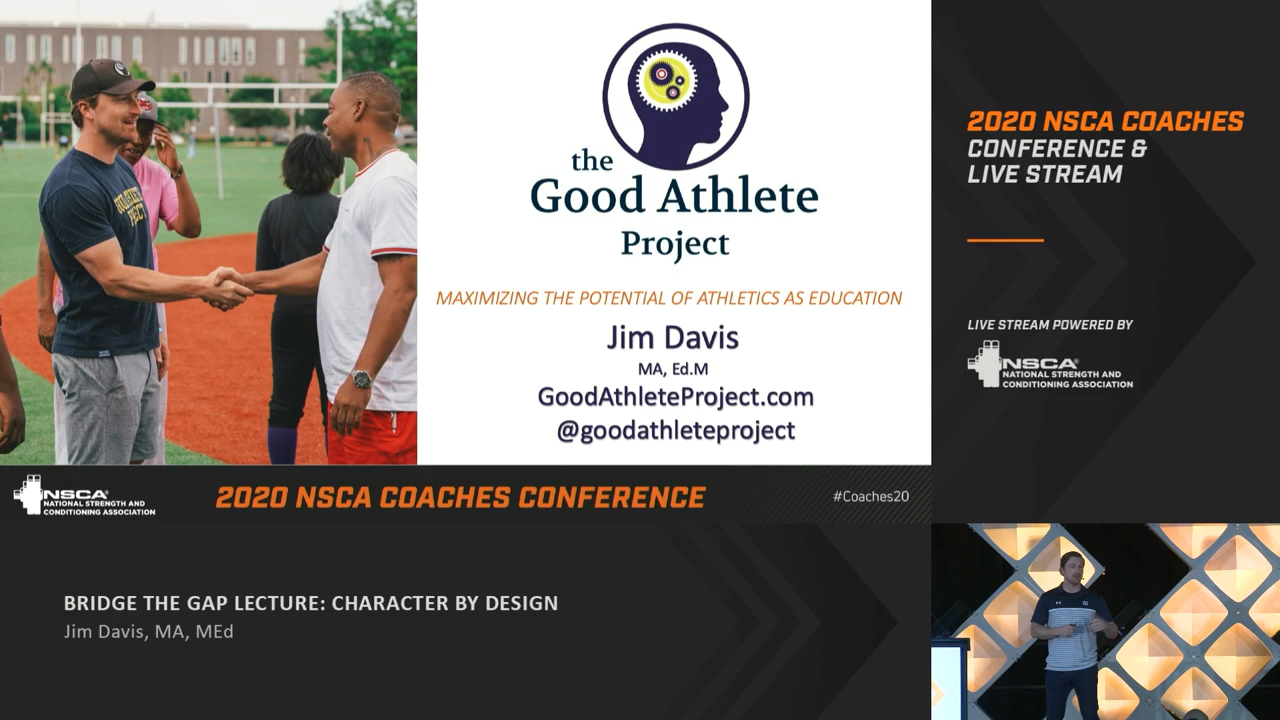 the
Good Athlete
Project
MAXIMIZING THE POTENTIAL OF ATHLETICS AS EDUCATION
Jim Davis
MA, Ed.M
GoodAthleteProject.com
@goodathleteproject
2020 NSCA COACHES
CONFERENCE &
LIVE STREAM
LIVE STREAM POWERED BY
NSCA®
NATIONAL STRENGTH AND
CONDITIONING ASSOCIATION
NSCA®
NATIONAL STRENGTH AND
CONDITIONING ASSOCIATION
2020 NSCA COACHES CONFERENCE
#Coaches20
BRIDGE THE GAP LECTURE: CHARACTER BY DESIGN
Jim Davis, MA, MEd